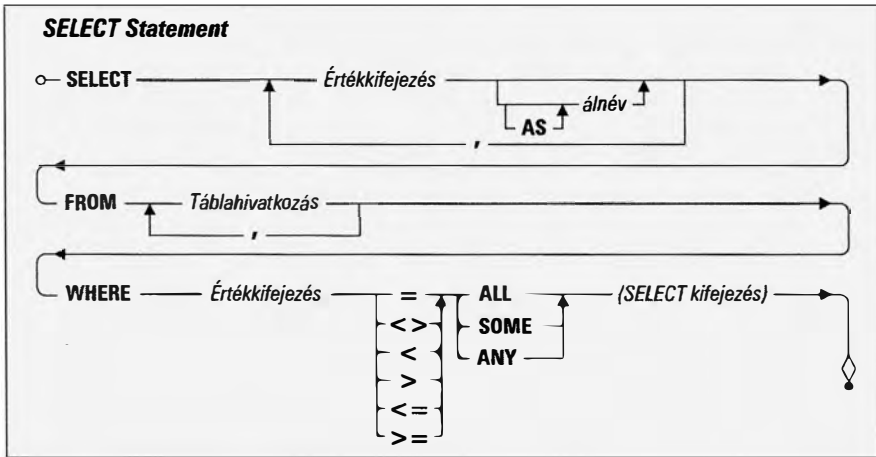 SELECT Statement
SELECT Értékkifejezés álnév
AS
,
FROM Táblahivatkozás
,
WHERE Értékkifejezés = ALL (SELECT kifejezés)
<> SOME
< ANY
>
<=
>=